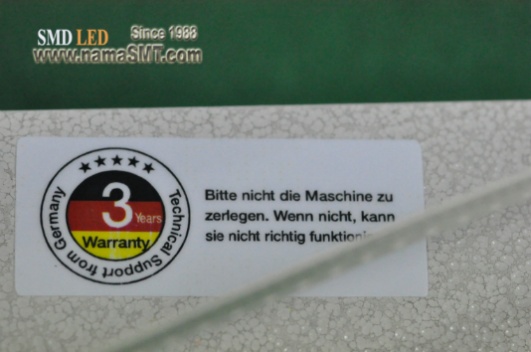 SMD LED Since 1988
www.namaSMT.com
★★★★★
3 Years
Warranty
Technical Support from Germany
Bitte nicht die Maschine zu
zerlegen. Wenn nicht, kann
sie nicht richtig